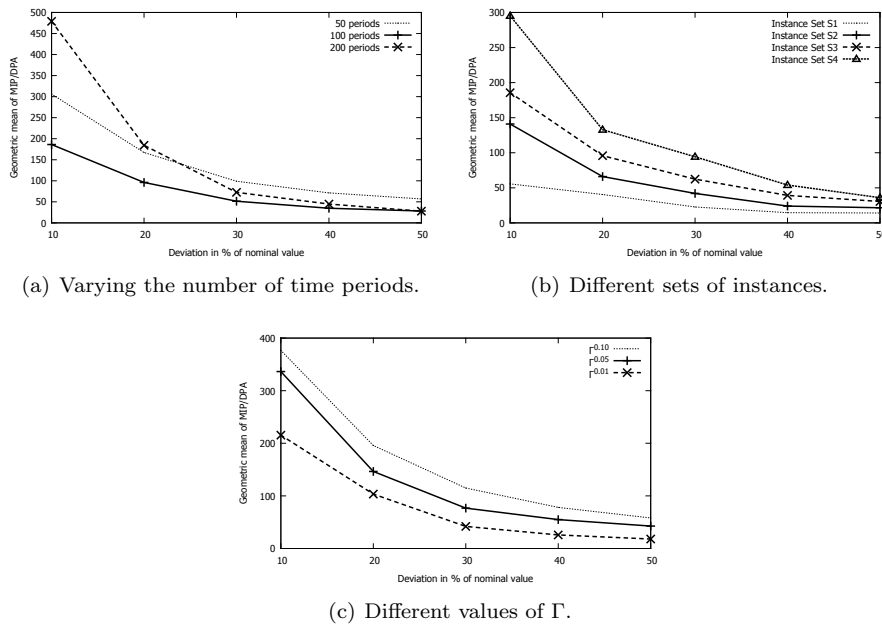 500
450
400
350
300
250
200
150
100
50
0
10 20 30 40 50
Geometric mean of MIP/DPA
Deviation in % of nominal value
50 periods
100 periods
200 periods
(a) Varying the number of time periods.
300
250
200
150
100
50
0
10 20 30 40 50
Geometric mean of MIP/DPA
Deviation in % of nominal value
Instance Set S1
Instance Set S2
Instance Set S3
Instance Set S4
(b) Different sets of instances.
400
300
200
100
0
10 20 30 40 50
Geometric mean of MIP/DPA
Deviation in % of nominal value
Γ0.10
Γ0.05
Γ0.01
(c) Different values of Γ.